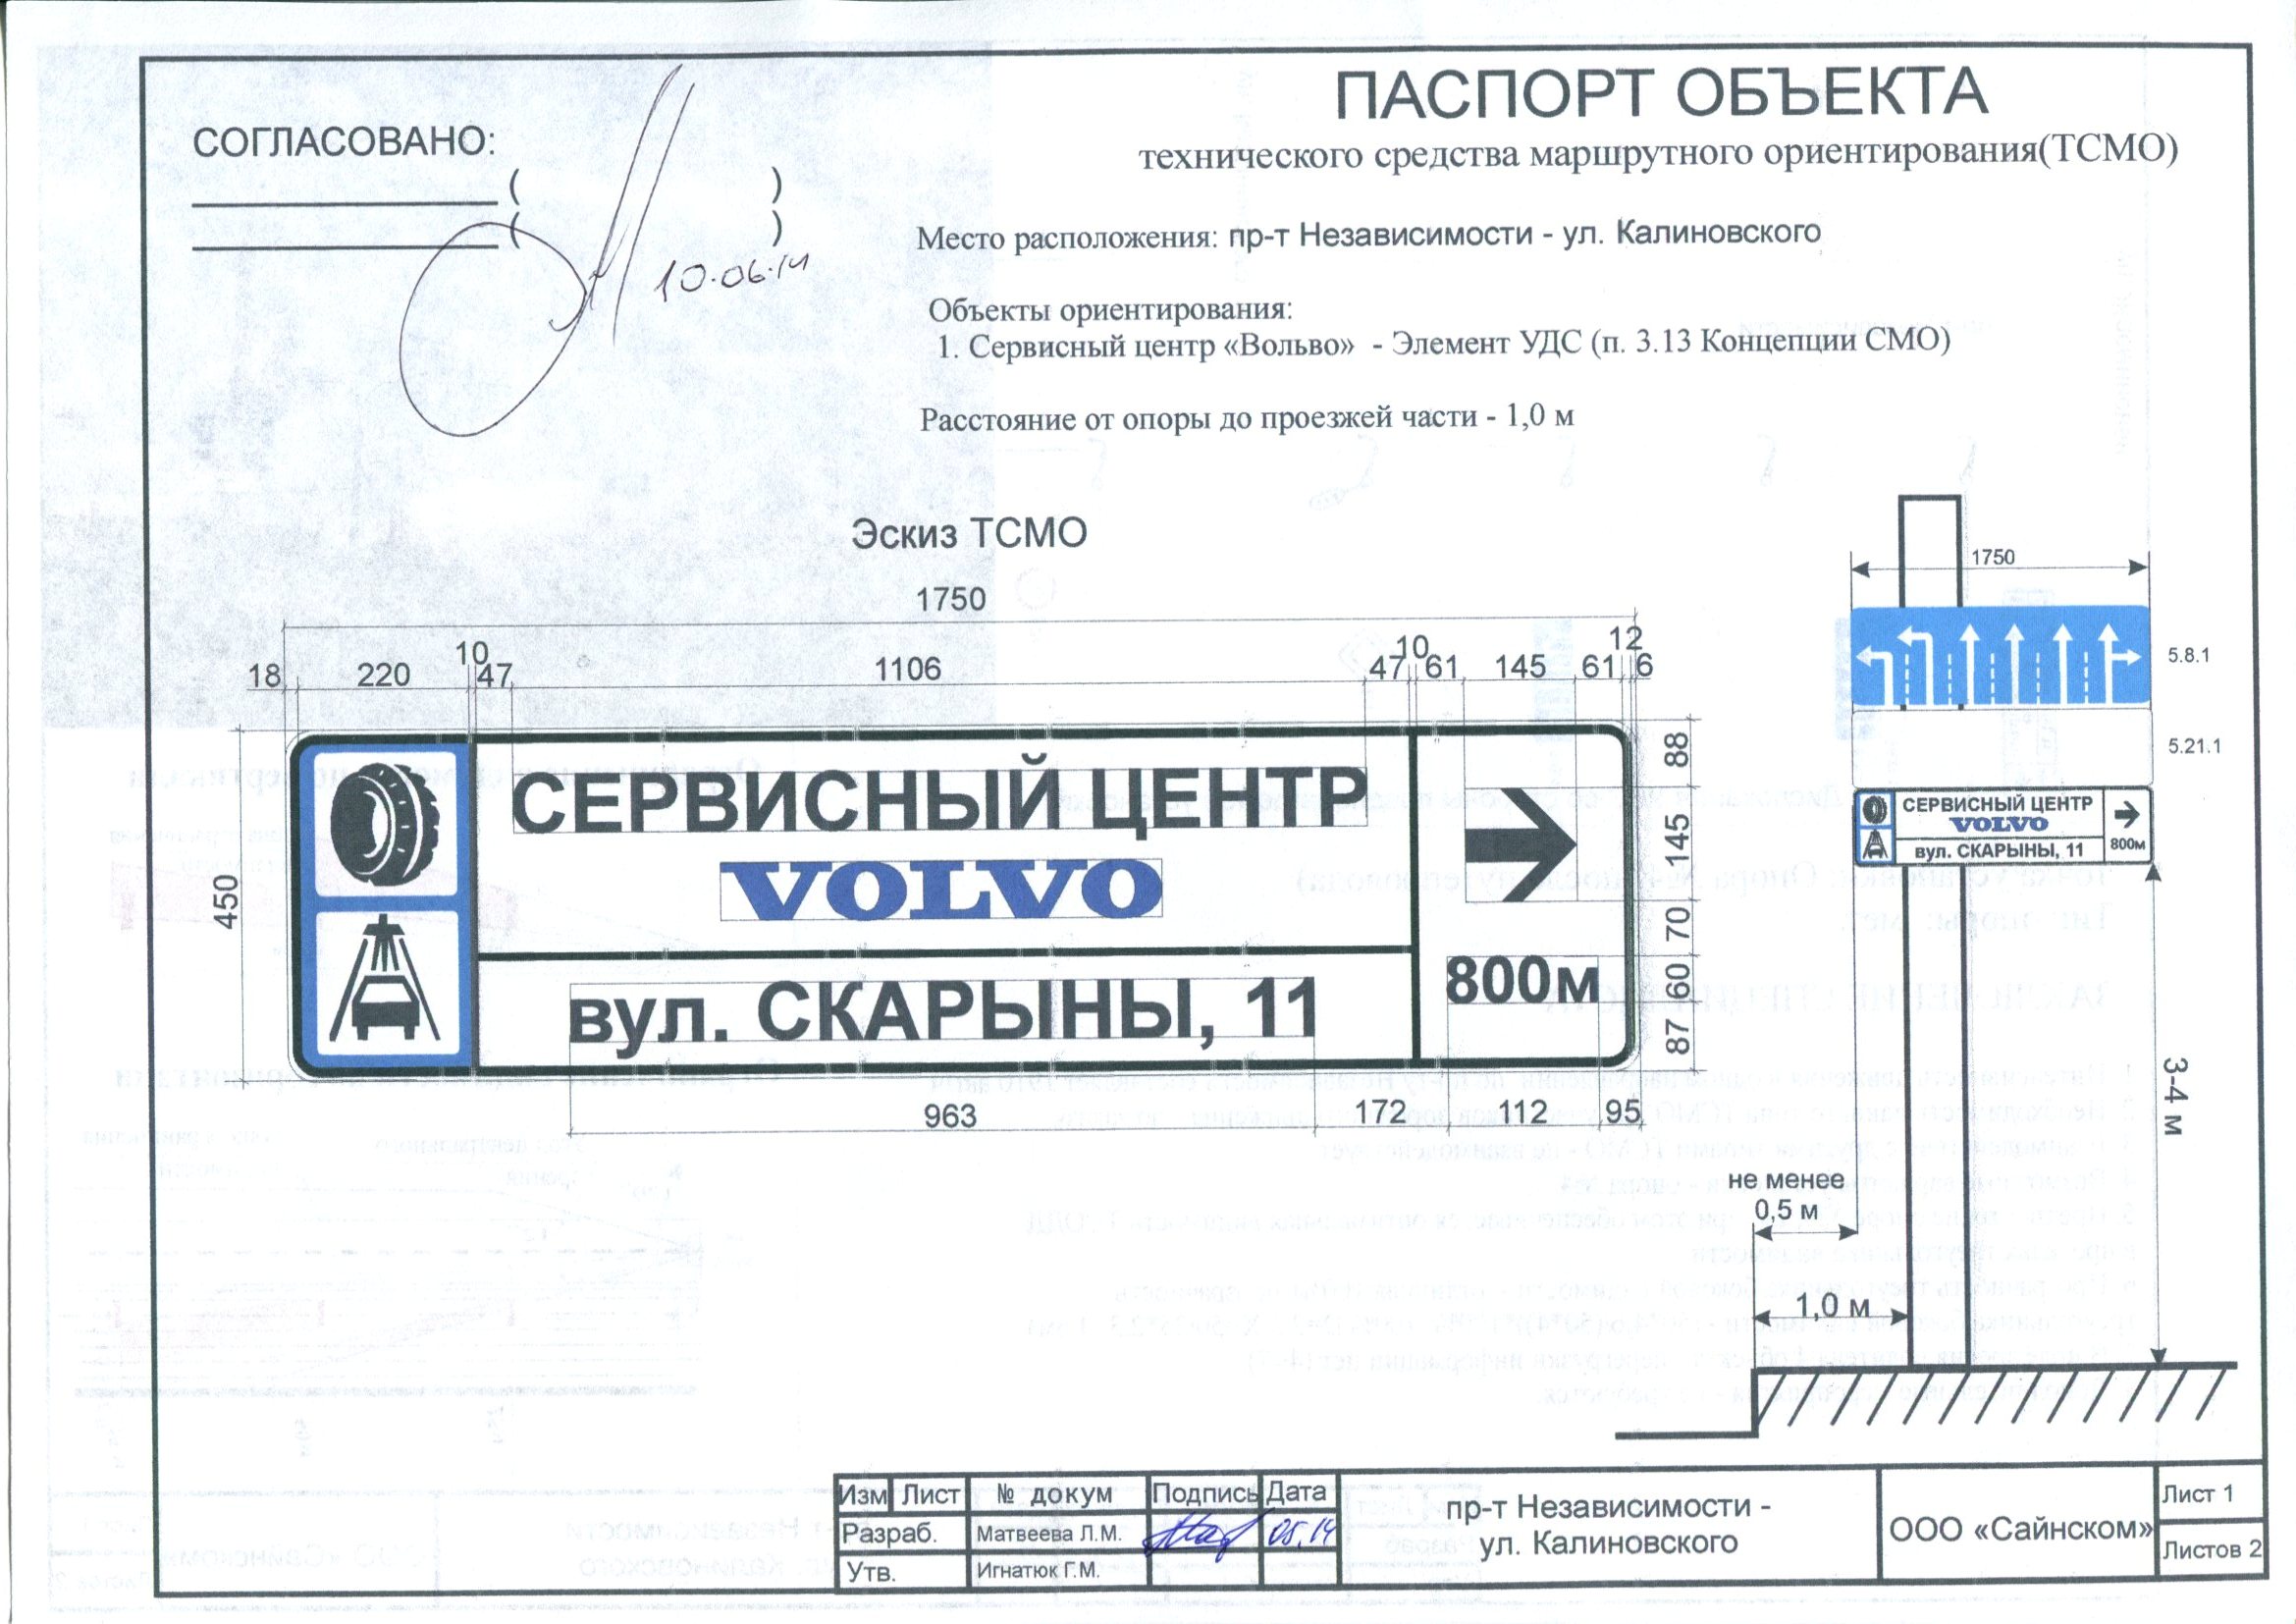 СОГЛАСОВАНО:
( )
( )
10.06.14
ПАСПОРТ ОБЪЕКТА
технического средства маршрутного ориентирования(ТСМО)
Место расположения: пр-т Независимости - ул. Калиновского
Объекты ориентирования:
1. Сервисный центр «Вольво» - Элемент УДС (п. 3.13 Концепции СМО)
Расстояние от опоры до проезжей части - 1,0 м
Эскиз ТСМО
1750
18 220 10 47 1106 47 10 61 145 61 12 6
450
СЕРВИСНЫЙ ЦЕНТР
VOLVO
вул. СКАРЫНЫ, 11
800м
88
145
70
60
87
963 172 112 95
1750
5.8.1
5.21.1
СЕРВИСНЫЙ ЦЕНТР
VOLVO
вул. СКАРЫНЫ, 11
800м
3-4 м
не менее
0,5 м
1,0 м
Изм Лист № докум Подпись Дата
Разраб. Матвеева Л.М. 05.14
Утв. Игнатюк Г.М.
пр-т Независимости -
ул. Калиновского
ООО «Сайнском»
Лист 1
Листов 2